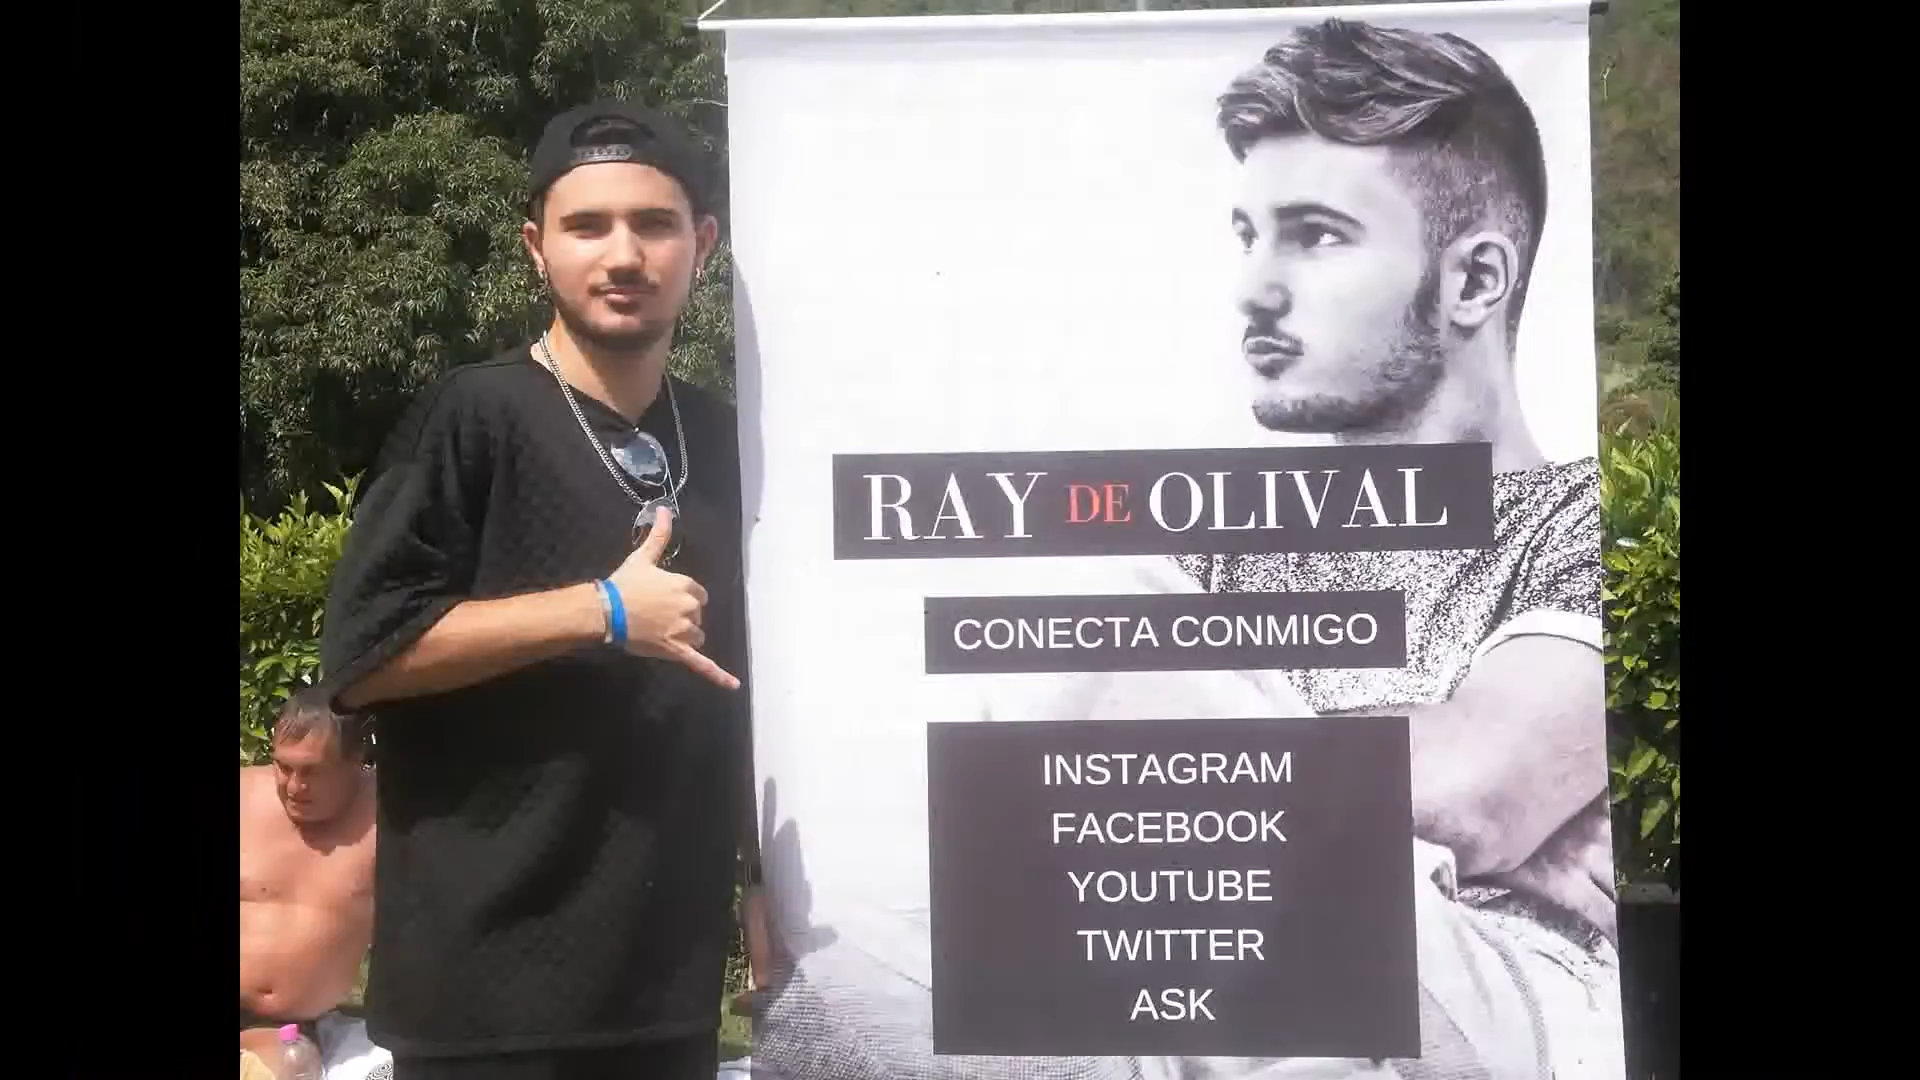 RAY DE OLIVAL
CONECTA CONMIGO
INSTAGRAM
FACEBOOK
YOUTUBE
TWITTER
ASK